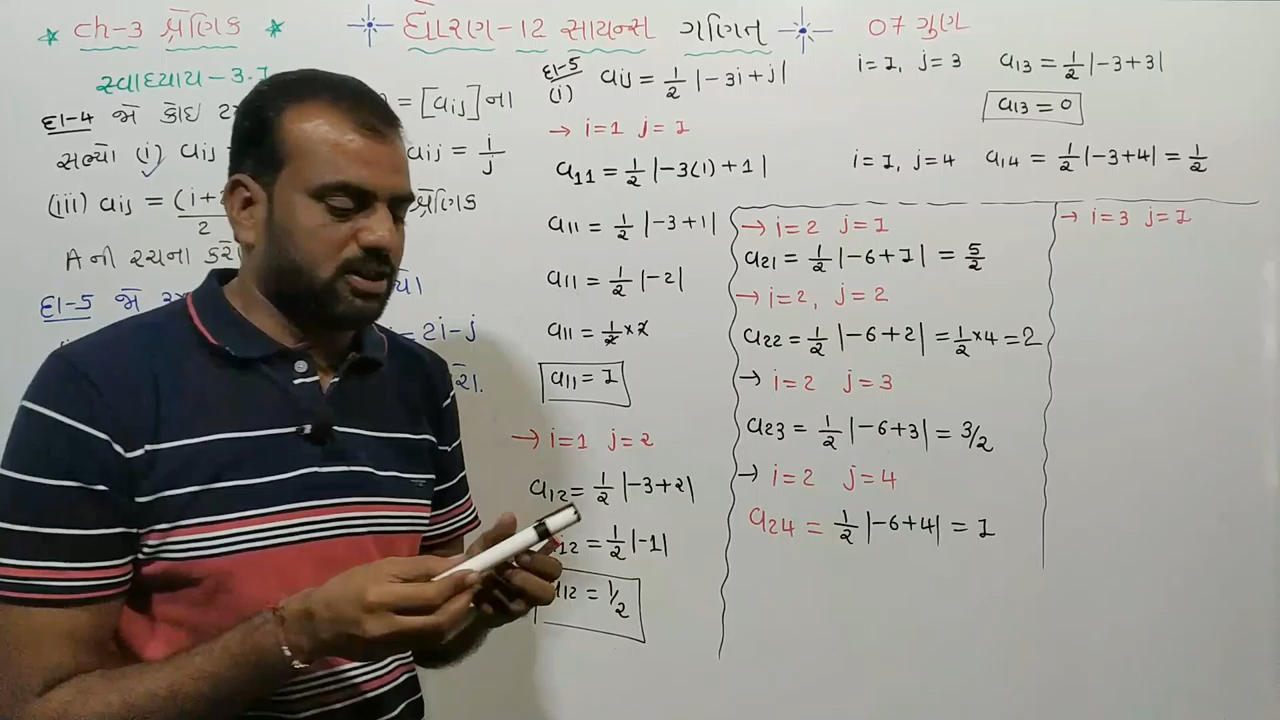 ch-3 શ્રેણિક
ધોરણ-12 સાયન્સ ગણિત
07 ગુણ
સ્વાધ્યાય-3.1
દા-4 જો કોઇ
= [aij] ના
સભ્યો (i) aij
aij = i/j
(iii) aij = (i+
2
શ્રેણિક
A ની રચના કરો
દા-5 જો
= 2i-j
દા-5
(i)
aij = 1/2 |-3i+j|
→ i=1 j=1
a11 = 1/2 |-3(1)+1|
a11 = 1/2 |-3+1|
a11 = 1/2 |-2|
a11 = 1/2 × 2
a11 = 1
→ i=1 j=2
a12 = 1/2 |-3+2|
12 = 1/2 |-1|
a12 = 1/2
i=1, j=3 a13 = 1/2 |-3+3|
a13 = 0
i=1, j=4 a14 = 1/2 |-3+4| = 1/2
→ i=2 j=1
a21 = 1/2 |-6+1| = 5/2
→ i=2, j=2
a22 = 1/2 |-6+2| = 1/2 × 4 = 2
→ i=2 j=3
a23 = 1/2 |-6+3| = 3/2
→ i=2 j=4
a24 = 1/2 |-6+4| = 1
→ i=3 j=1